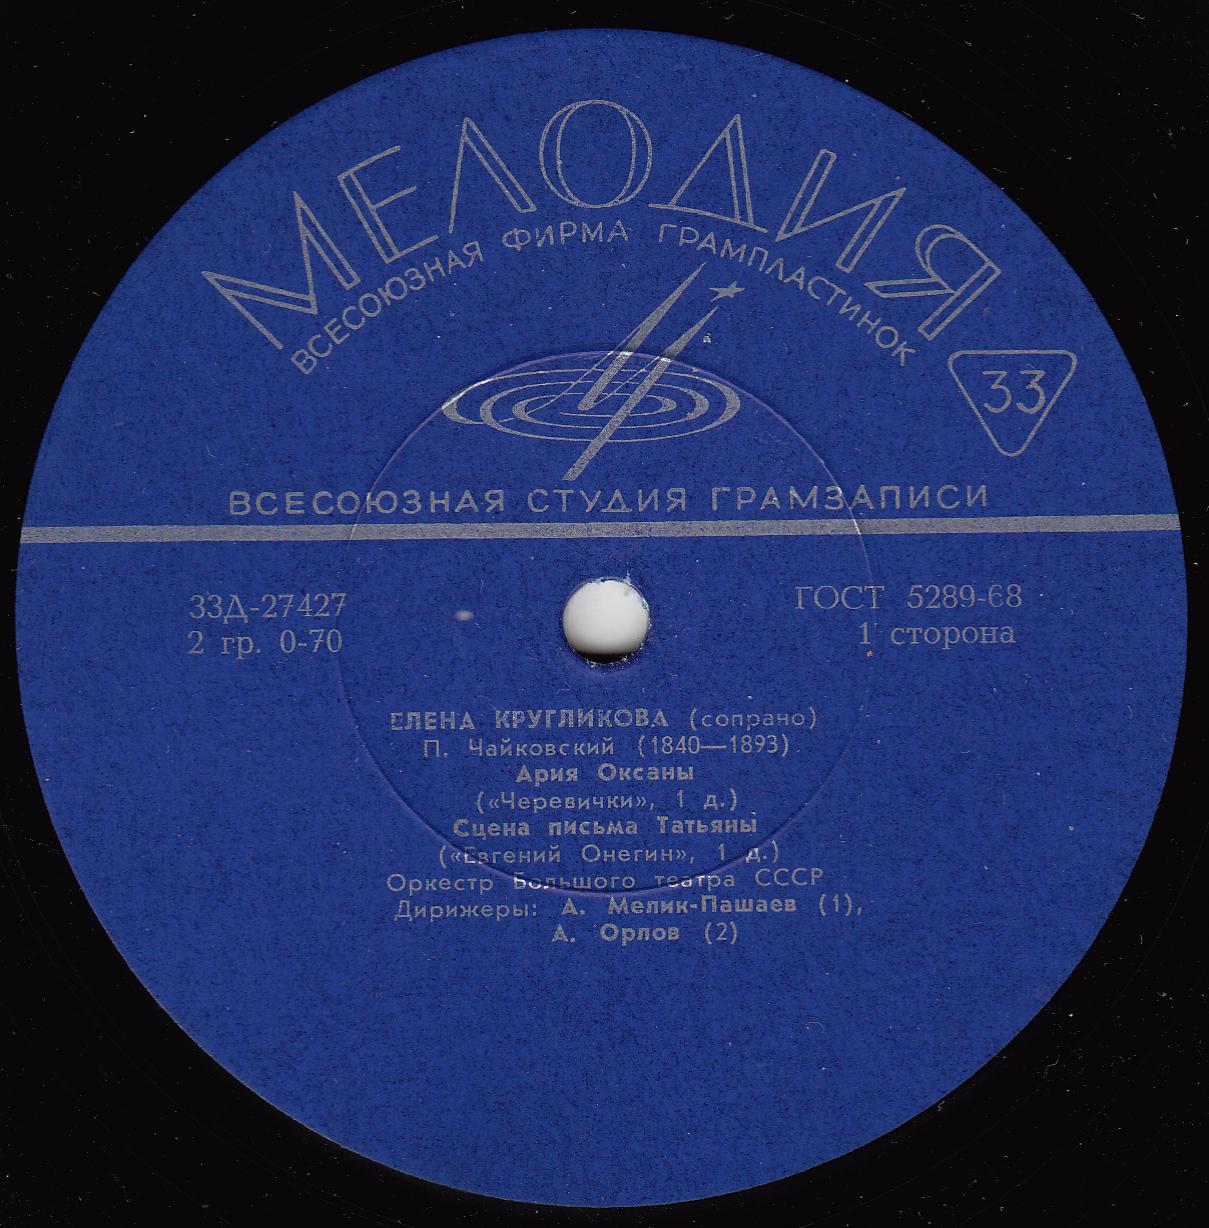 МЕЛОДИЯ
ВСЕСОЮЗНАЯ ФИРМА ГРАМПЛАСТИНОК
33
ВСЕСОЮЗНАЯ СТУДИЯ ГРАМЗАПИСИ
33Д-27427
2 гр. 0-70
ГОСТ 5289-68
1 сторона
ЕЛЕНА КРУГЛИКОВА (сопрано)
П. Чайковский (1840—1893)
Ария Оксаны
(«Черевички», 1 д.)
Сцена письма Татьяны
(«Евгений Онегин», 1 д.)
Оркестр Большого театра СССР
Дирижеры: А. Мелик-Пашаев (1),
А. Орлов (2)